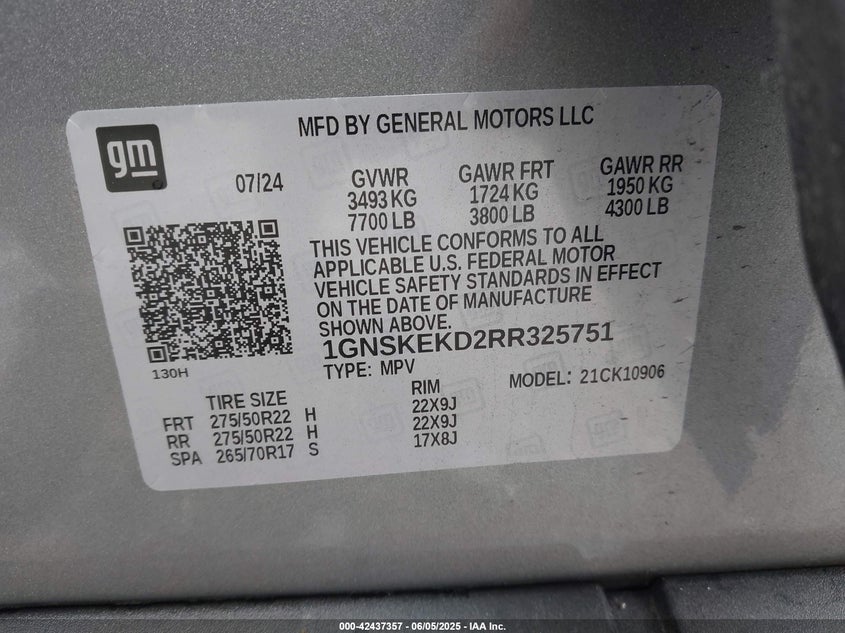 MFD BY GENERAL MOTORS LLC
gm
07/24
GVWR GAWR FRT GAWR RR
3493 KG 1724 KG 1950 KG
7700 LB 3800 LB 4300 LB
THIS VEHICLE CONFORMS TO ALL
APPLICABLE U.S. FEDERAL MOTOR
VEHICLE SAFETY STANDARDS IN EFFECT
ON THE DATE OF MANUFACTURE
SHOWN ABOVE.
1GNSKEKD2RR325751
130H
TYPE: MPV MODEL: 21CK10906
TIRE SIZE RIM
FRT 275/50R22 H 22X9J
RR 275/50R22 H 22X9J
SPA 265/70R17 S 17X8J
000-42437357 - 06/05/2025 - IAA Inc.